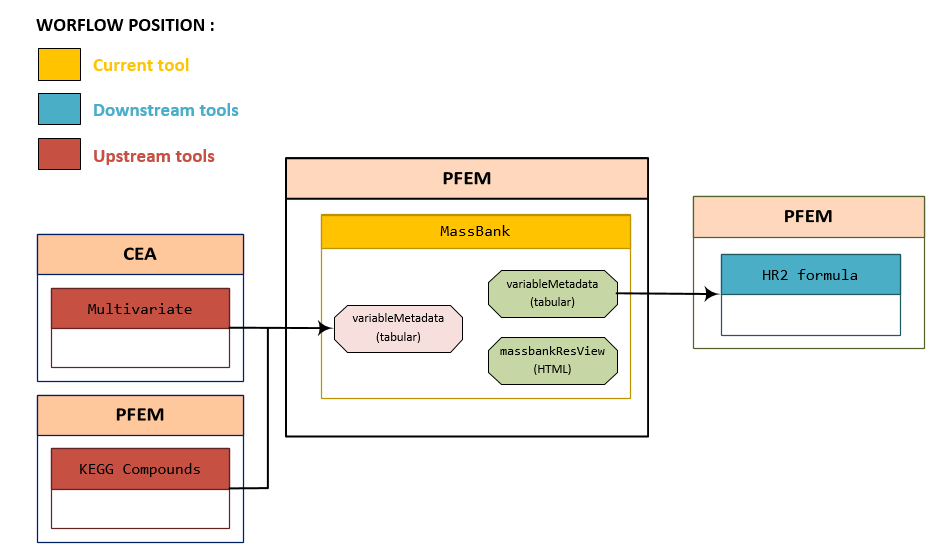 WORFLOW POSITION :
Current tool
Downstream tools
Upstream tools
CEA
Multivariate
PFEM
KEGG Compounds
PFEM
MassBank
variableMetadata
(tabular)
variableMetadata
(tabular)
massbankResView
(HTML)
PFEM
HR2 formula